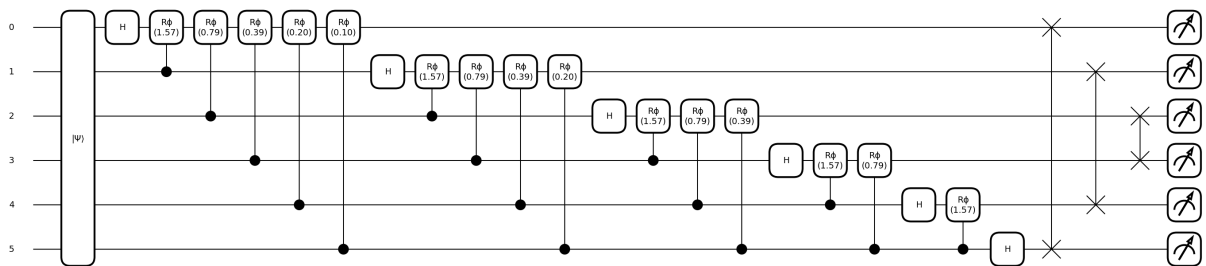 0 H Rϕ Rϕ Rϕ Rϕ Rϕ
(1.57) (0.79) (0.39) (0.20) (0.10)
1 H Rϕ Rϕ Rϕ Rϕ
(1.57) (0.79) (0.39) (0.20)
2 H Rϕ Rϕ Rϕ
(1.57) (0.79) (0.39)
|Ψ⟩
3 H Rϕ Rϕ
(1.57) (0.79)
4 H Rϕ
(1.57)
5 H